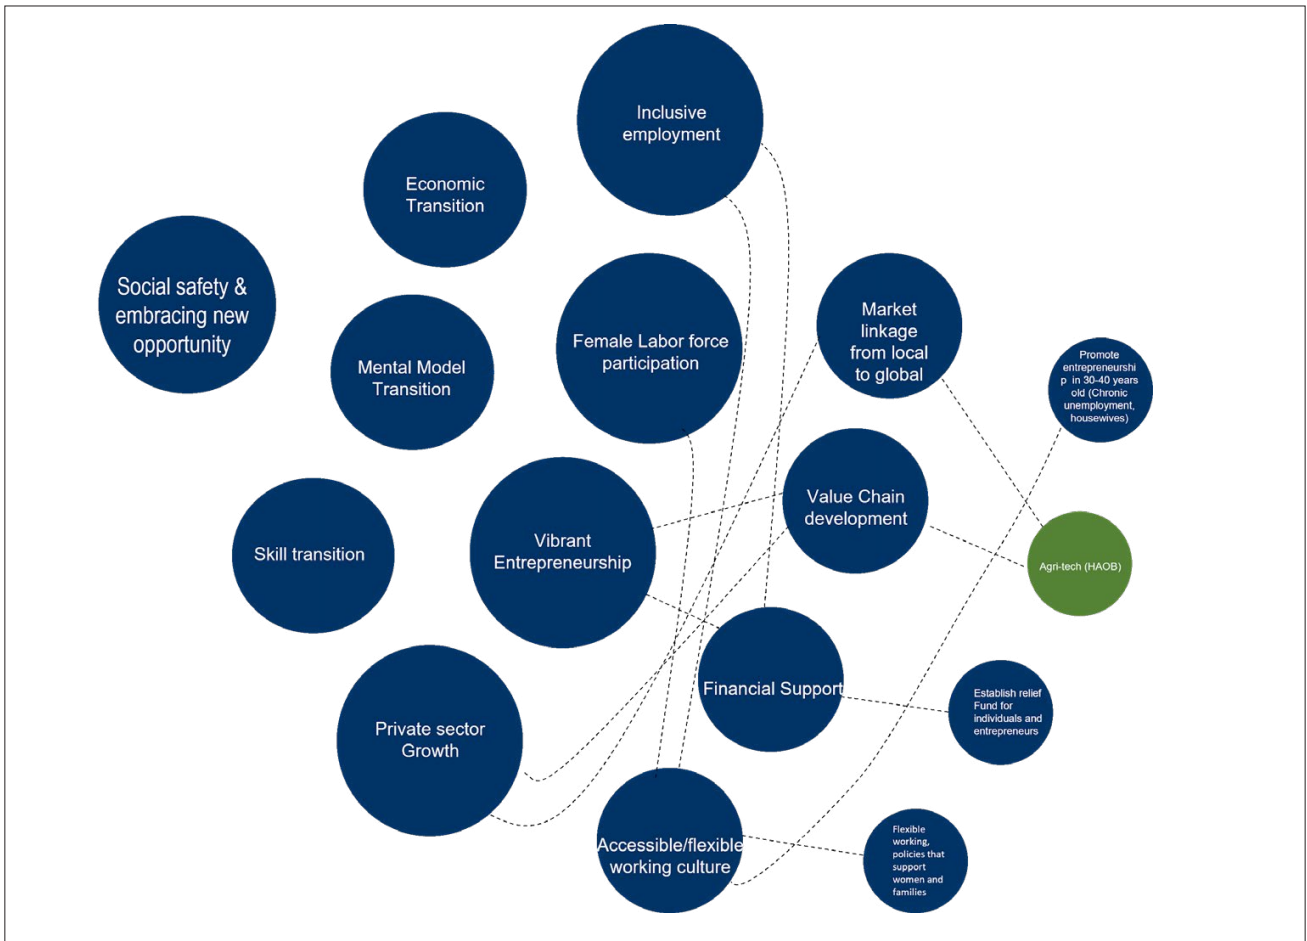 Inclusive
employment
Economic
Transition
Social safety &
embracing new
opportunity
Mental Model
Transition
Female Labor force
participation
Market
linkage
from local
to global
Promote
entrepreneurshi
p in 30-40 years
old (Chronic
unemployment,
housewives)
Skill transition
Vibrant
Entrepreneurship
Value Chain
development
Agri-tech (HAOB)
Private sector
Growth
Financial Support
Establish relief
Fund for
individuals and
entrepreneurs
Accessible/flexible
working culture
Flexible
working,
policies that
support
women and
families